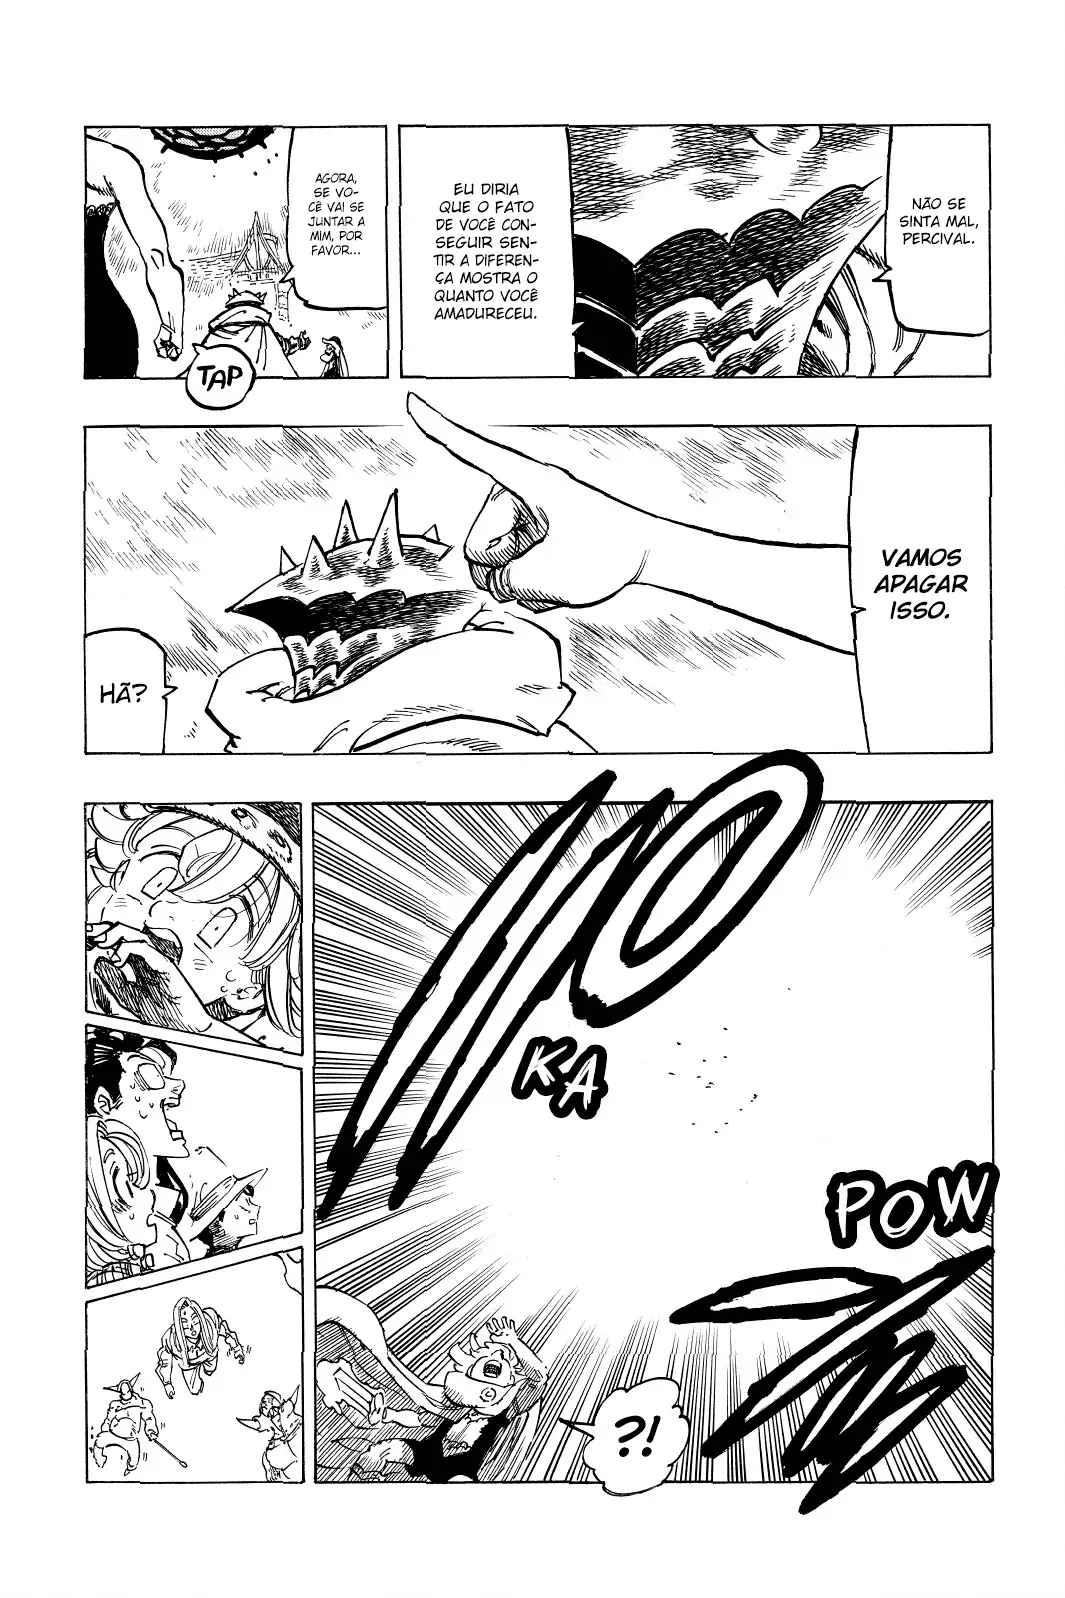 NÃO SE
SINTA MAL,
PERCIVAL.
EU DIRIA
QUE O FATO
DE VOCÊ CON-
SEGUIR SEN-
TIR A DIFEREN-
ÇA MOSTRA O
QUANTO VOCÊ
AMADURECEU.
AGORA,
SE VO-
CÊ VAI SE
JUNTAR A
MIM, POR
FAVOR...
TAP
VAMOS
APAGAR
ISSO.
HÃ?
KA
POW
?!